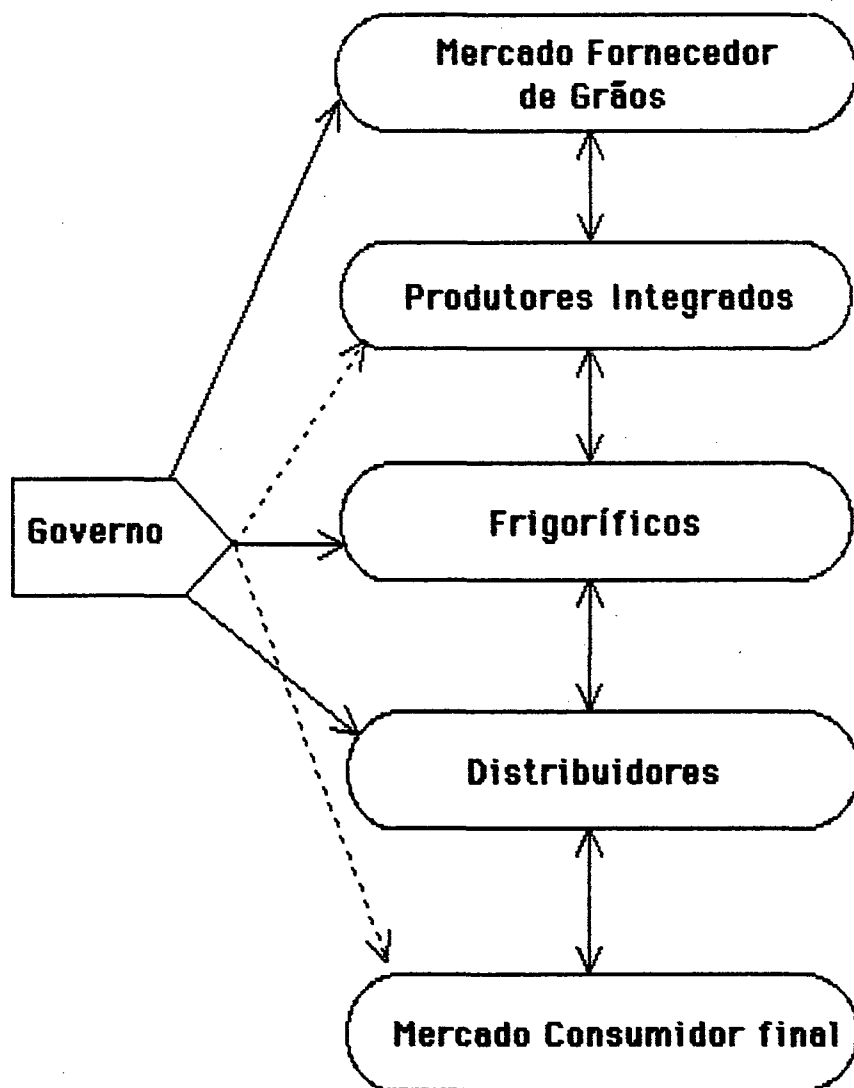 Mercado Fornecedor
de Grãos
Produtores Integrados
Governo
Frigoríficos
Distribuidores
Mercado Consumidor final